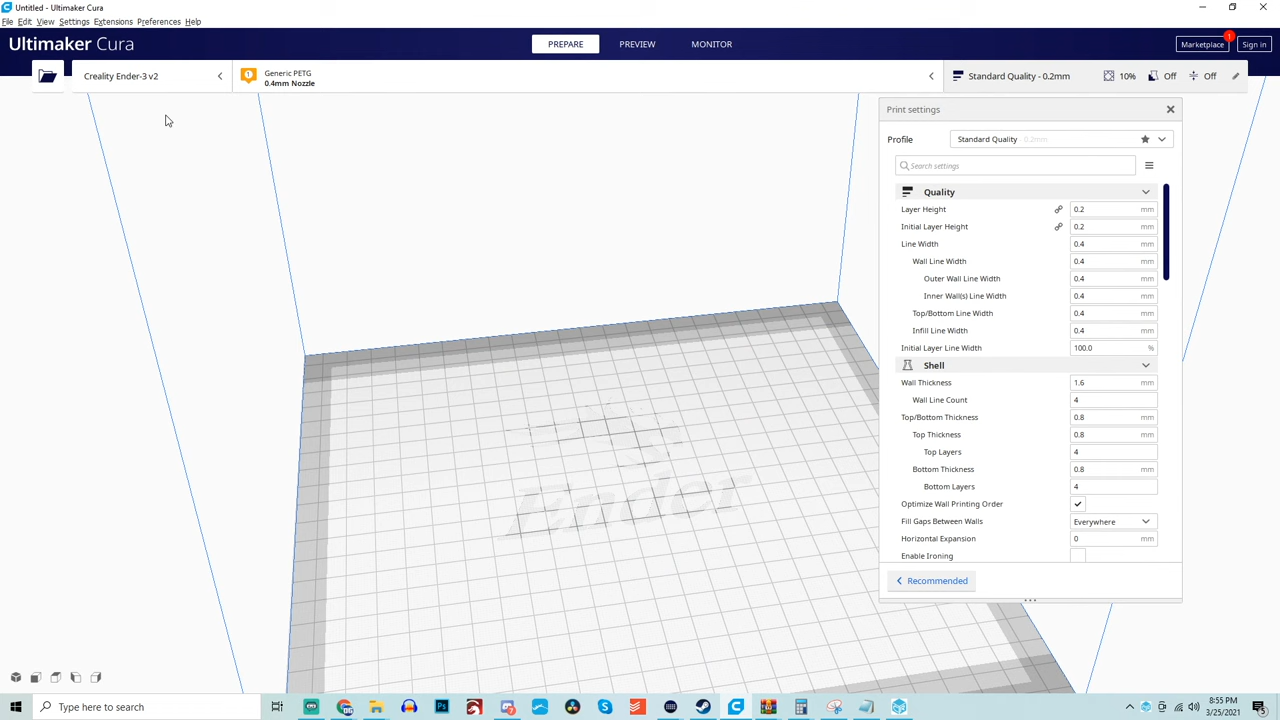 Untitled - Ultimaker Cura
File Edit View Settings Extensions Preferences Help
Ultimaker Cura
PREPARE PREVIEW MONITOR
Marketplace 1 Sign in
Creality Ender-3 v2
1 Generic PETG
0.4mm Nozzle
Standard Quality - 0.2mm 10% Off Off
Print settings
Profile Standard Quality 0.2mm
Search settings
Quality
Layer Height 0.2 mm
Initial Layer Height 0.2 mm
Line Width 0.4 mm
Wall Line Width 0.4 mm
Outer Wall Line Width 0.4 mm
Inner Wall(s) Line Width 0.4 mm
Top/Bottom Line Width 0.4 mm
Infill Line Width 0.4 mm
Initial Layer Line Width 100.0 %
Shell
Wall Thickness 1.6 mm
Wall Line Count 4
Top/Bottom Thickness 0.8 mm
Top Thickness 0.8 mm
Top Layers 4
Bottom Thickness 0.8 mm
Bottom Layers 4
Optimize Wall Printing Order
Fill Gaps Between Walls Everywhere
Horizontal Expansion 0 mm
Enable Ironing
Recommended
Ender
Type here to search
8:55 PM
3/25/2021